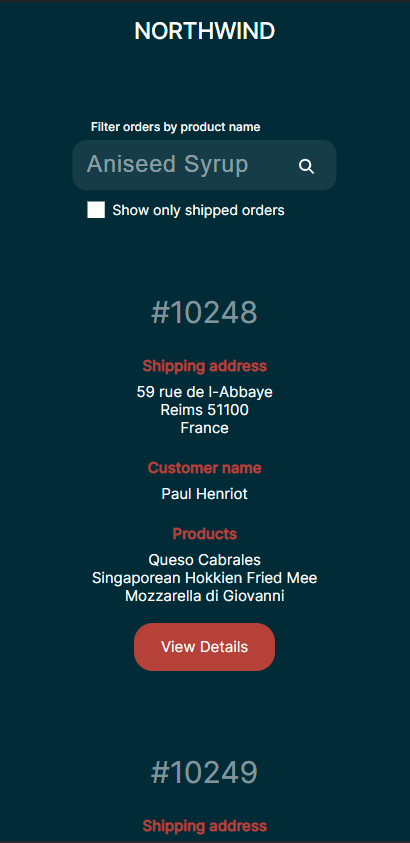 NORTHWIND
Filter orders by product name
Aniseed Syrup
Show only shipped orders
#10248
Shipping address
59 rue de l-Abbaye
Reims 51100
France
Customer name
Paul Henriot
Products
Queso Cabrales
Singaporean Hokkien Fried Mee
Mozzarella di Giovanni
View Details
#10249
Shipping address